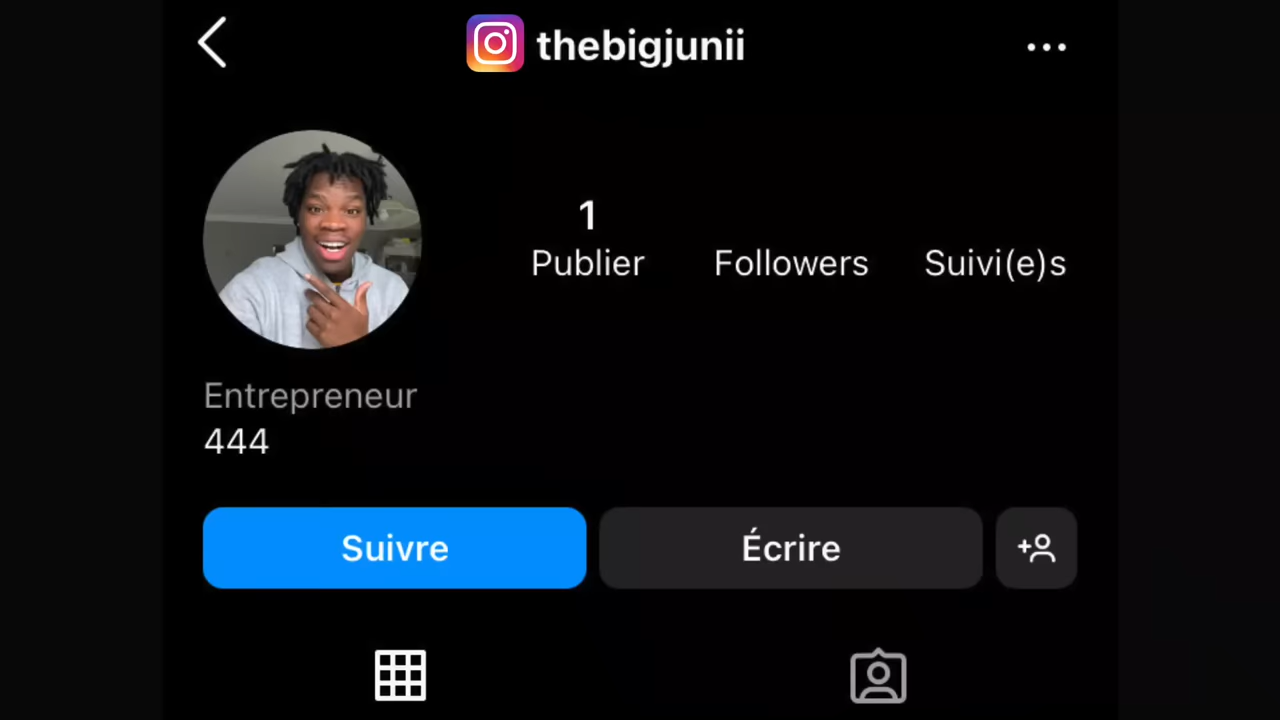 thebigjunii
1
Publier Followers Suivi(e)s
Entrepreneur
444
Suivre Écrire